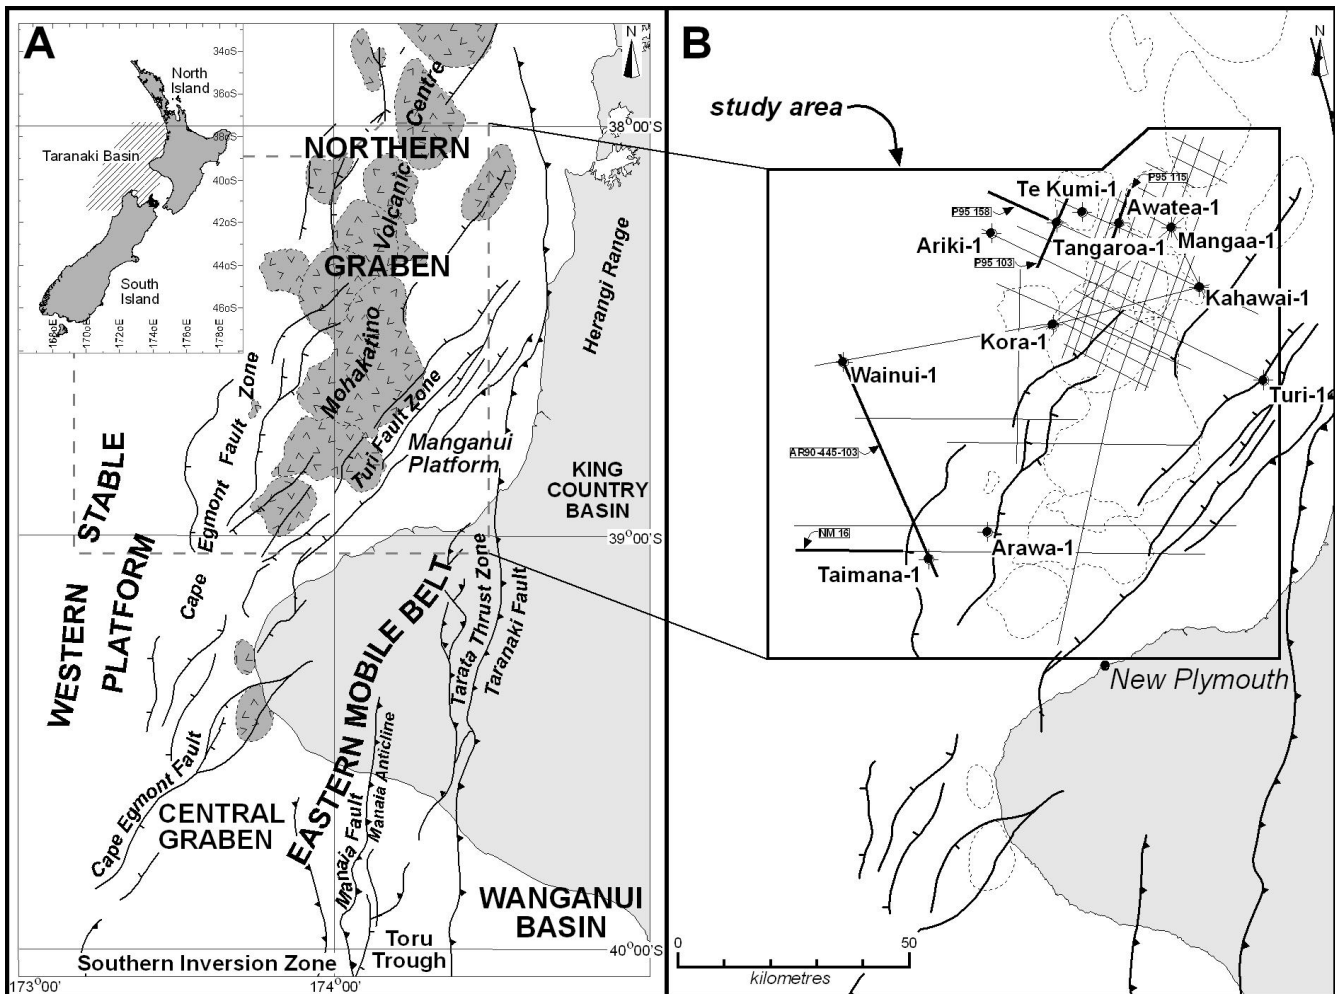 A
N
34oS
36oS
38oS
40oS
42oS
44oS
46oS
168oE
170oE
172oE
174oE
176oE
178oE
North
Island
Taranaki Basin
South
Island
38°00'S
39°00'S
40°00'S
173°00'
174°00'
NORTHERN
GRABEN
Mohakatino
Volcanic
Centre
Herangi Range
Turi Fault Zone
Manganui
Platform
KING
COUNTRY
BASIN
Cape
Egmont
Fault
Zone
WESTERN
STABLE
PLATFORM
EASTERN MOBILE BELT
Tarata Thrust Zone
Taranaki Fault
Cape Egmont Fault
CENTRAL
GRABEN
Manaia Fault
Manaia Anticline
WANGANUI
BASIN
Toru
Trough
Southern Inversion Zone
B
N
study area
P95 115
Te Kumi-1
P95 158
Awatea-1
Ariki-1
Tangaroa-1
Mangaa-1
P95 103
Kahawai-1
Kora-1
Wainui-1
Turi-1
AR90-445-103
NM 16
Arawa-1
Taimana-1
New Plymouth
0
50
kilometres